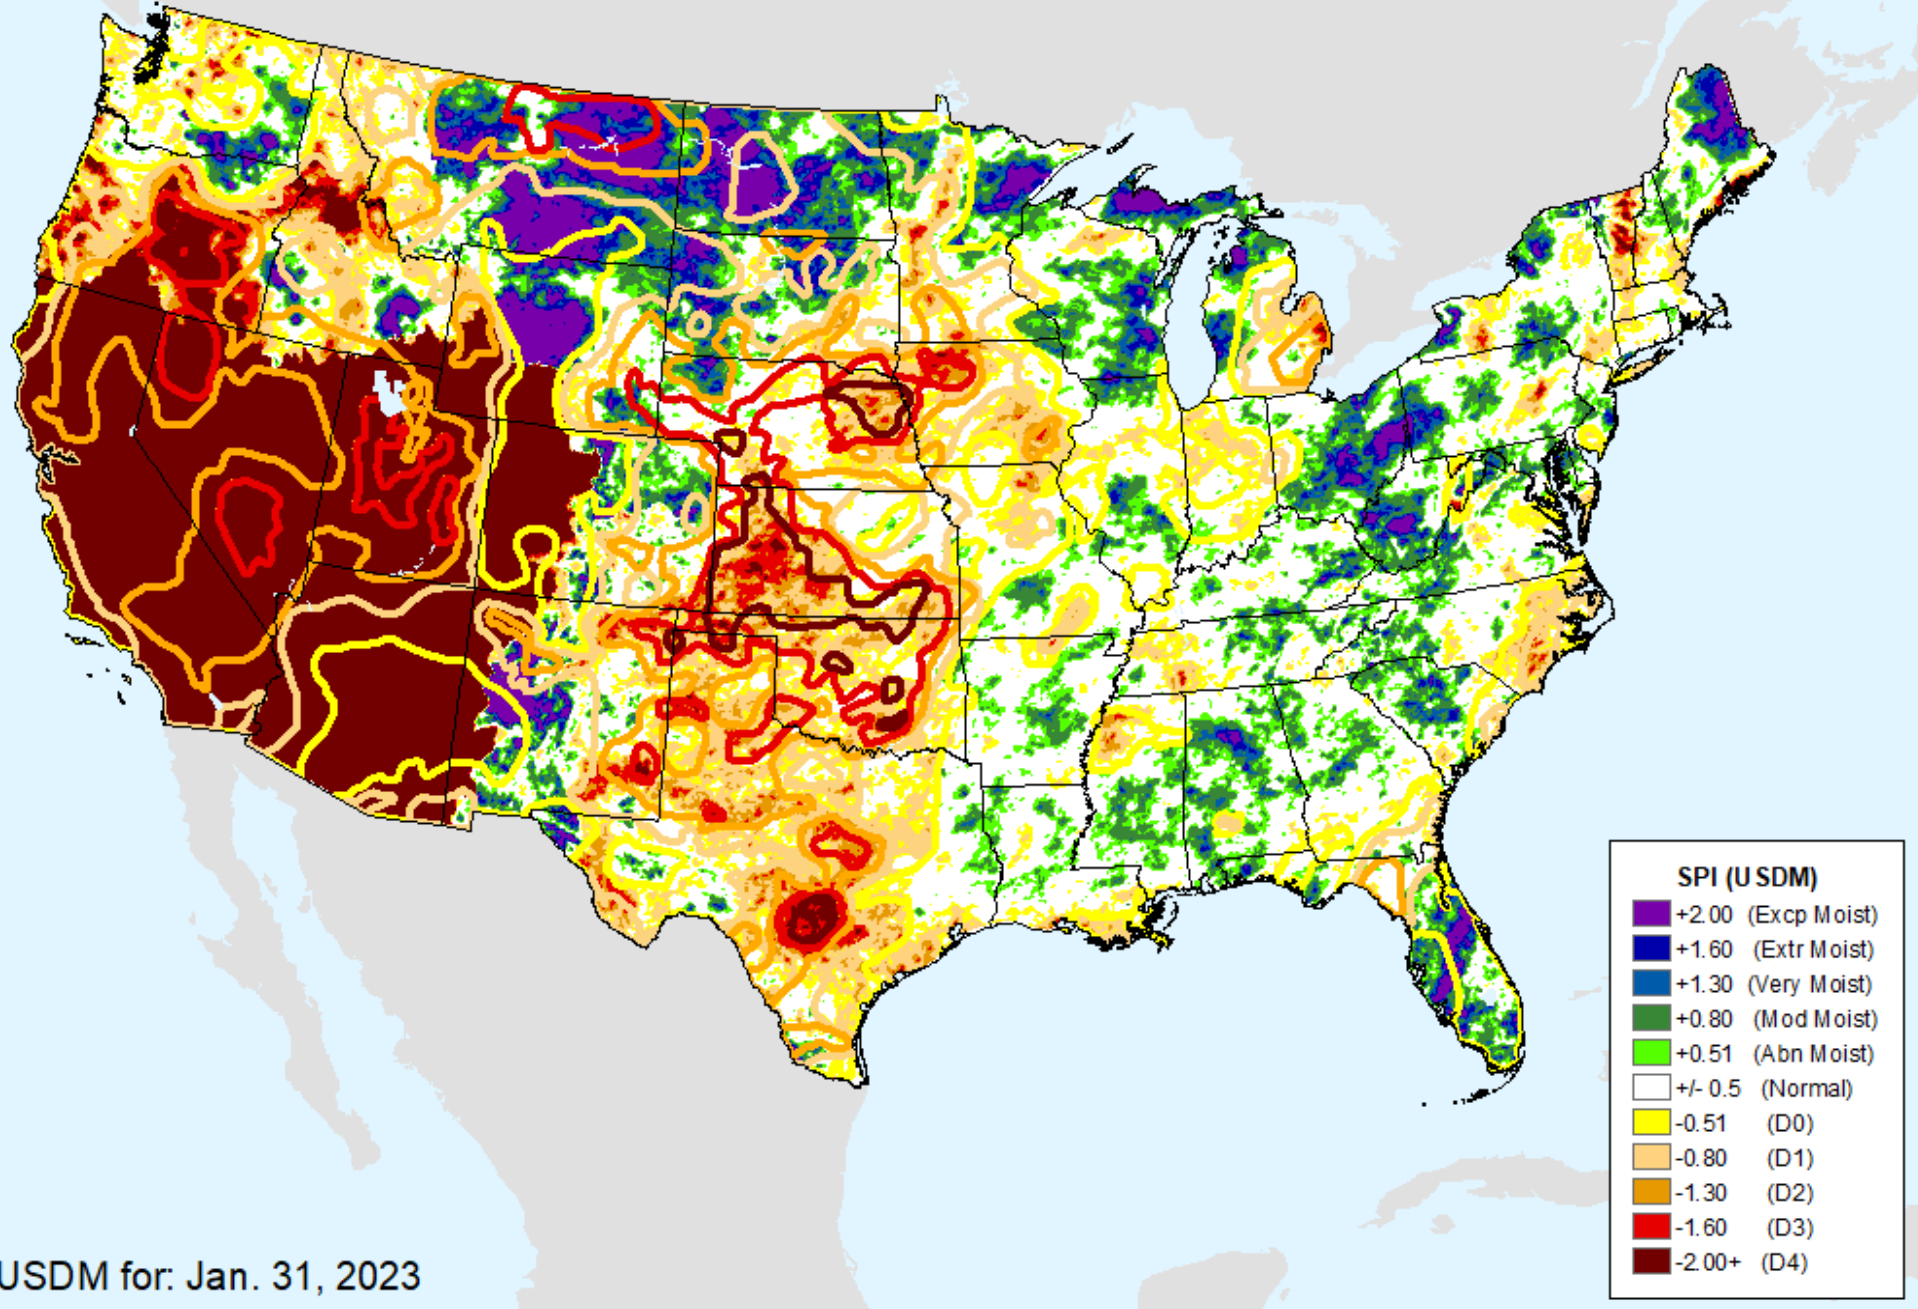 SPI (USDM)
+2.00 (Excp Moist)
+1.60 (Extr Moist)
+1.30 (Very Moist)
+0.80 (Mod Moist)
+0.51 (Abn Moist)
+/- 0.5 (Normal)
-0.51 (D0)
-0.80 (D1)
-1.30 (D2)
-1.60 (D3)
-2.00+ (D4)
USDM for: Jan. 31, 2023